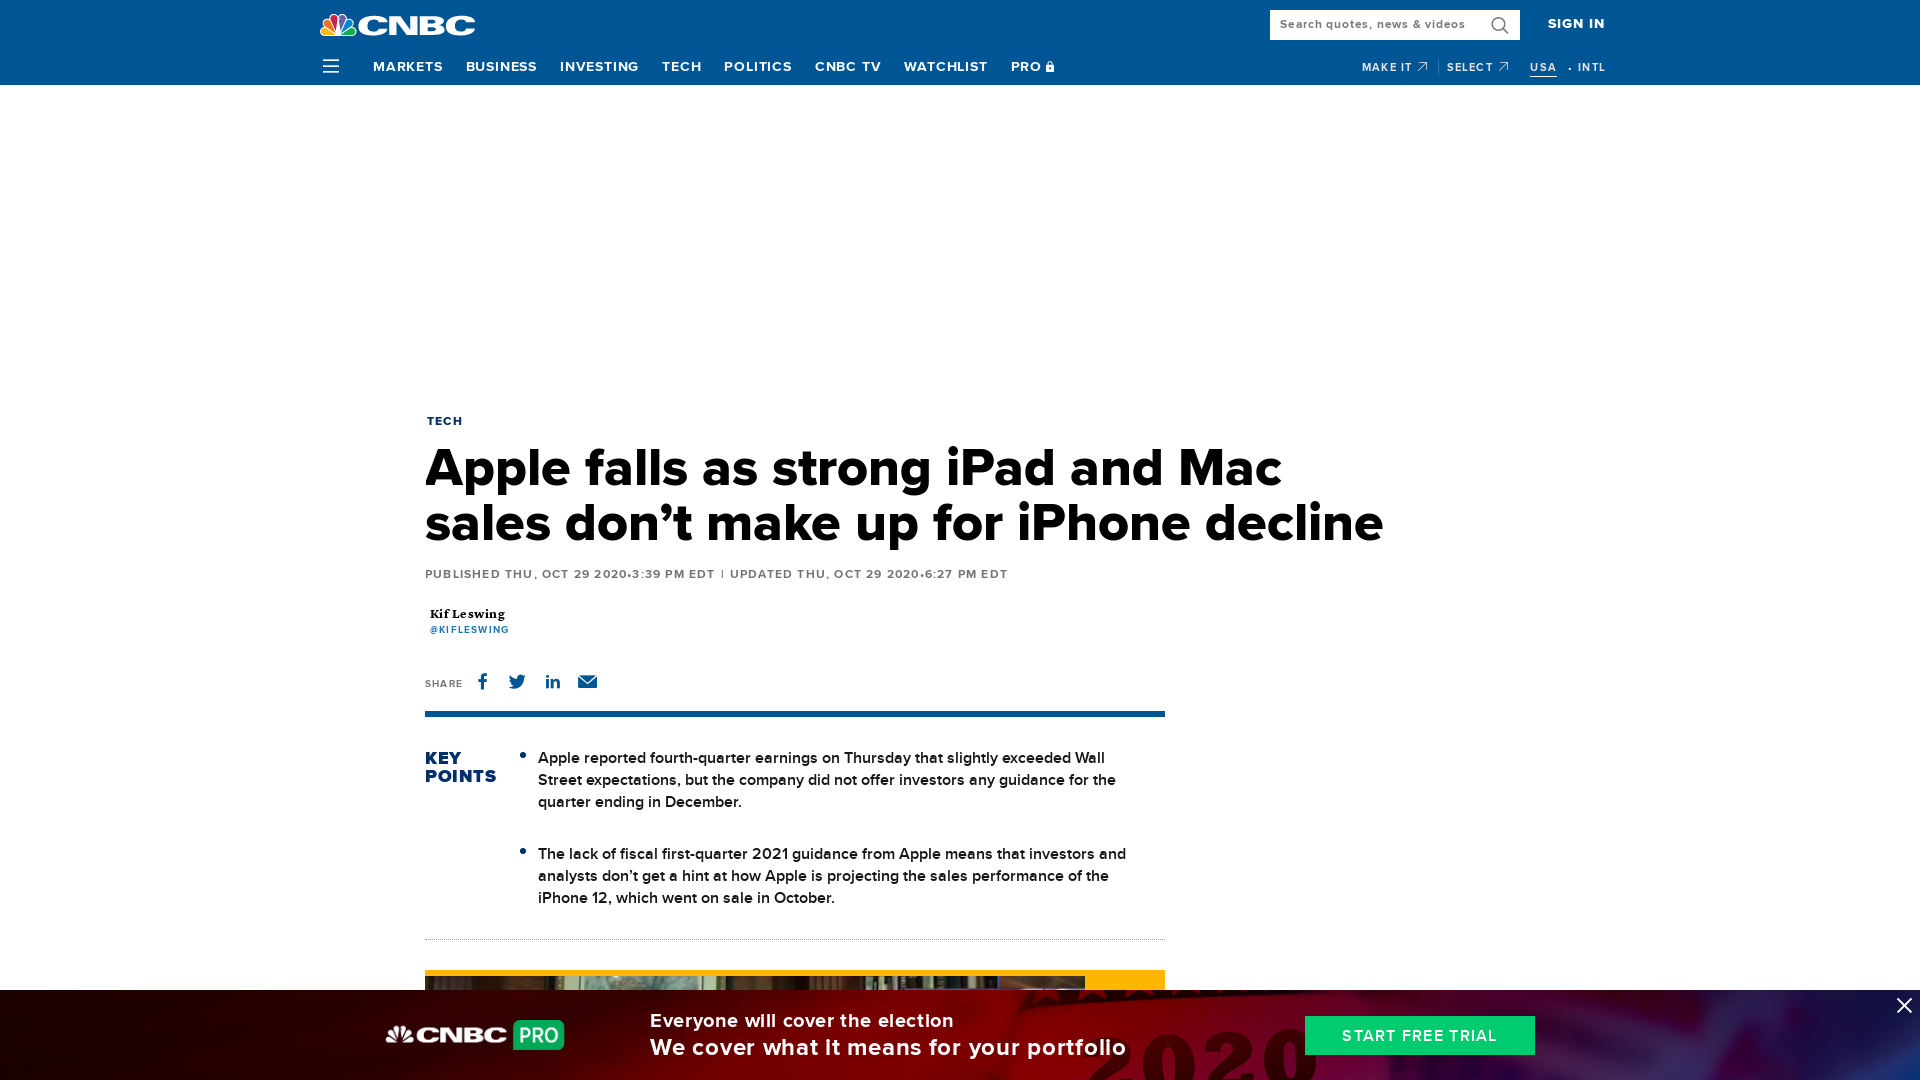 CNBC
Search quotes, news & videos
SIGN IN
MARKETS BUSINESS INVESTING TECH POLITICS CNBC TV WATCHLIST PRO
MAKE IT SELECT USA • INTL
TECH
Apple falls as strong iPad and Mac
sales don’t make up for iPhone decline
PUBLISHED THU, OCT 29 2020•3:39 PM EDT | UPDATED THU, OCT 29 2020•6:27 PM EDT
Kif Leswing
@KIFLESWING
SHARE
KEY
POINTS
• Apple reported fourth-quarter earnings on Thursday that slightly exceeded Wall
Street expectations, but the company did not offer investors any guidance for the
quarter ending in December.
• The lack of fiscal first-quarter 2021 guidance from Apple means that investors and
analysts don’t get a hint at how Apple is projecting the sales performance of the
iPhone 12, which went on sale in October.
CNBC PRO
Everyone will cover the election
We cover what it means for your portfolio
2020
START FREE TRIAL